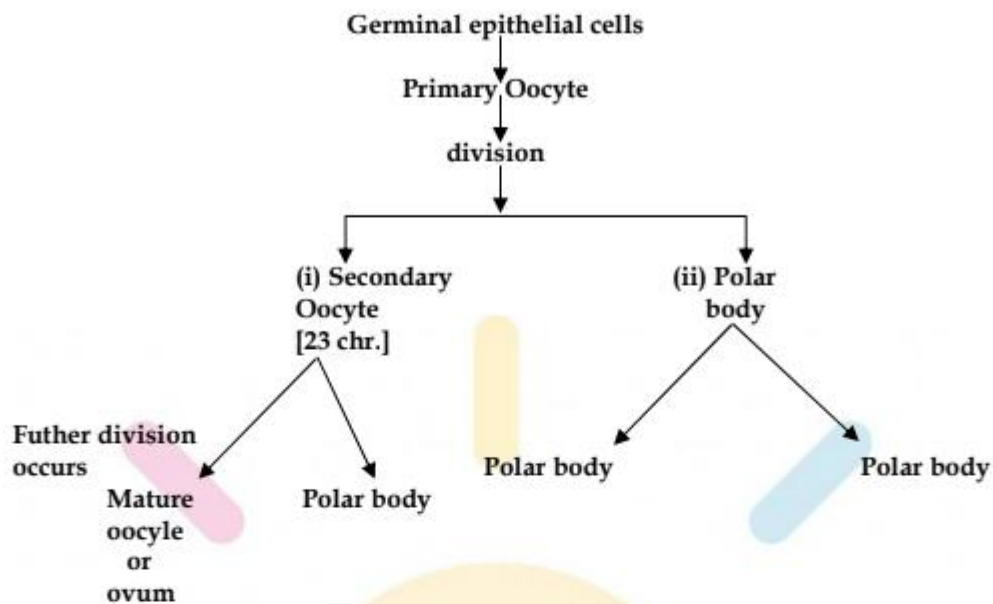 Germinal epithelial cells
Primary Oocyte
division
(i) Secondary
Oocyte
[23 chr.]
(ii) Polar
body
Futher division
occurs
Mature
oocyle
or
ovum
Polar body
Polar body
Polar body